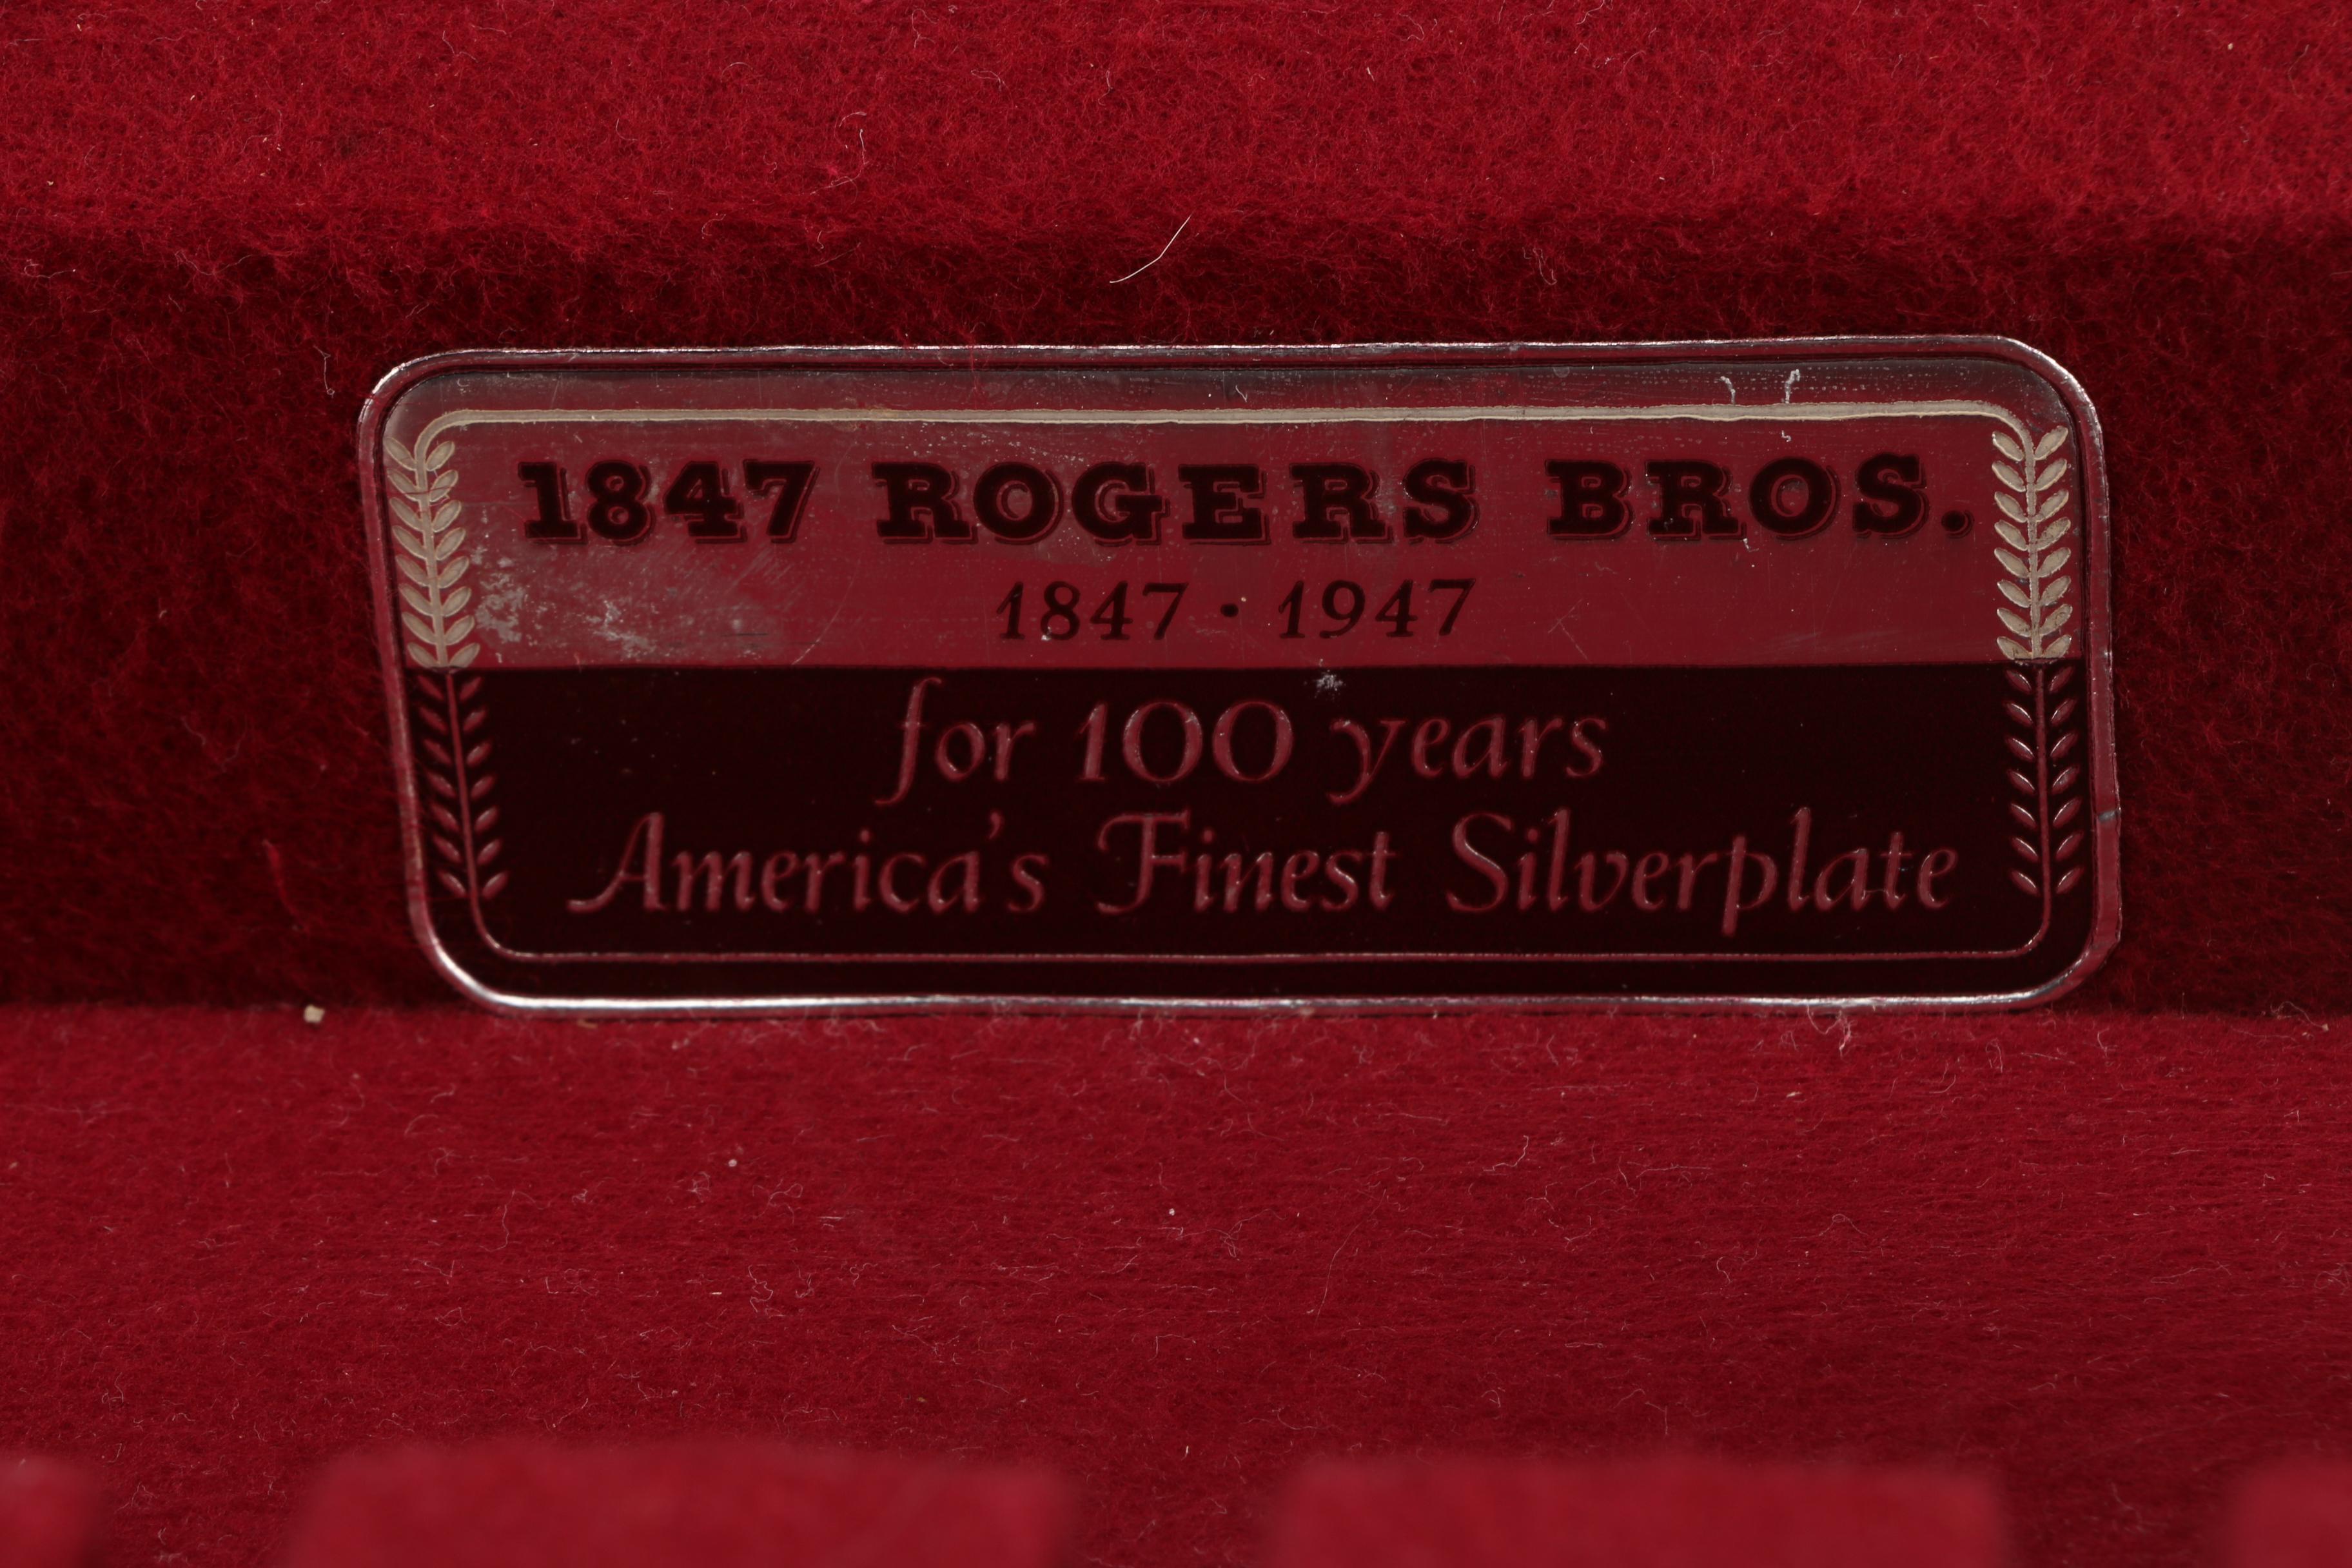 1847 ROGERS BROS.
1847 · 1947
for 100 years
America's Finest Silverplate